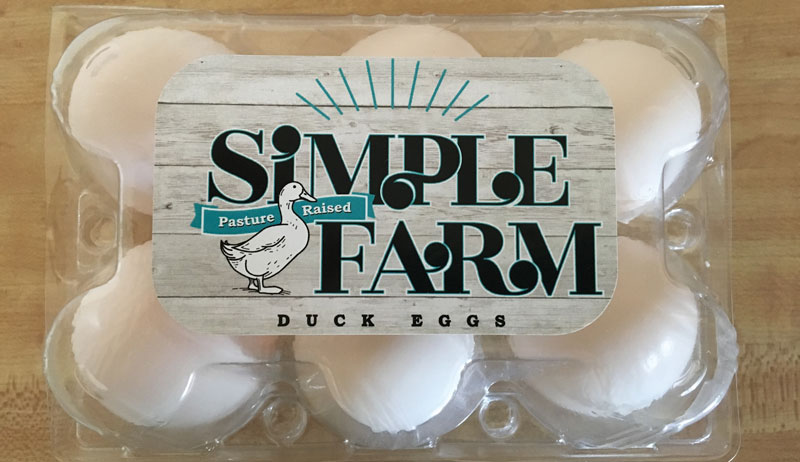 SiMPLE
Pasture Raised
FARM
DUCK EGGS